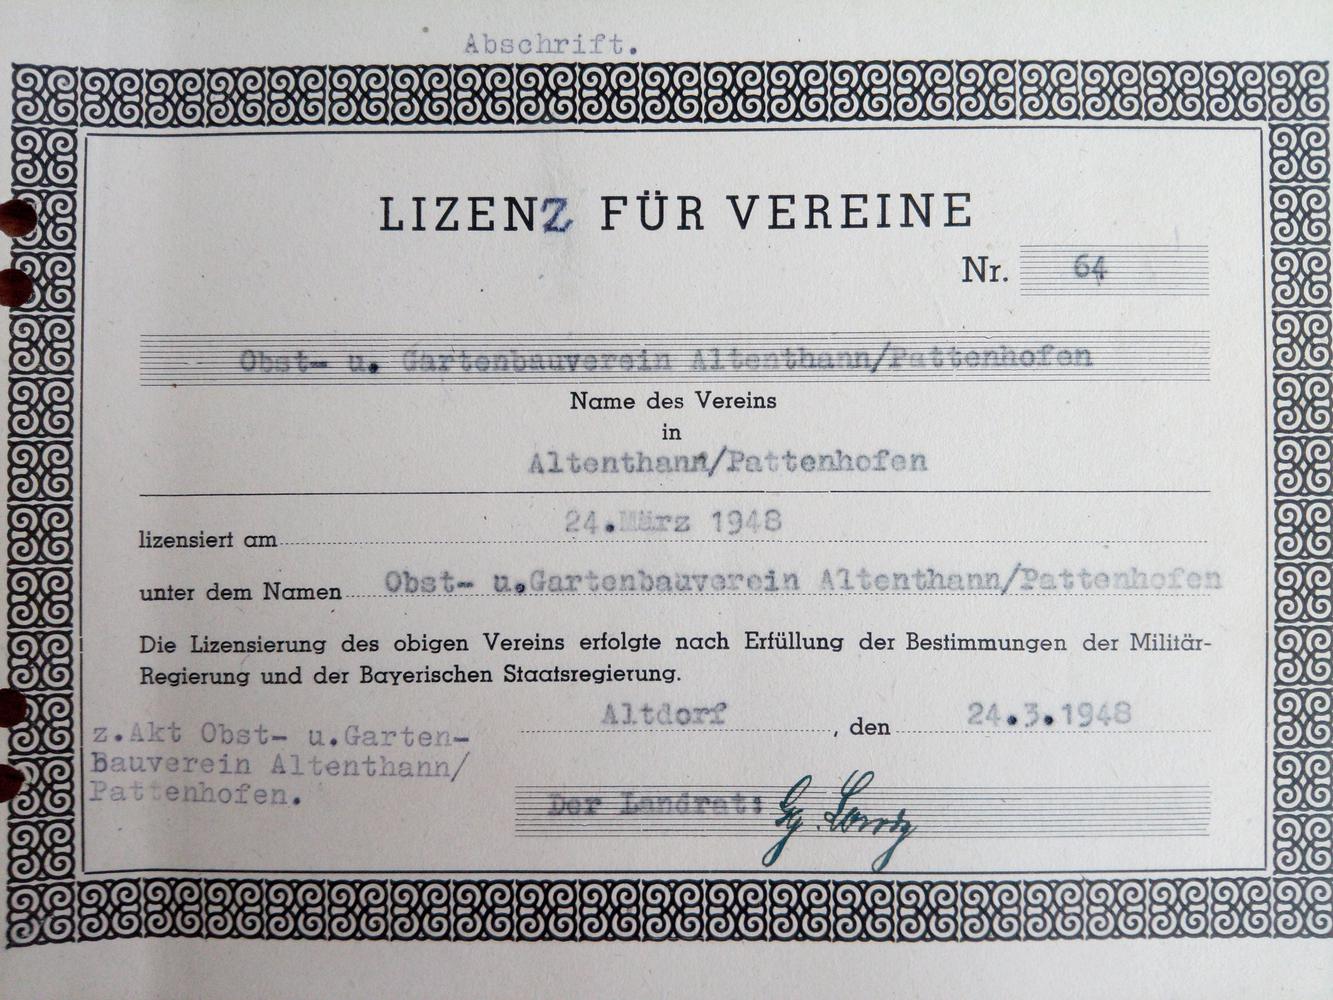 Abschrift.
LIZENZ FÜR VEREINE
Nr. 64
Obst- u. Gartenbauverein Altenthann/Pattenhofen
Name des Vereins
in
Altenthann/Pattenhofen
lizensiert am 24.März 1948
unter dem Namen Obst- u.Gartenbauverein Altenthann/Pattenhofen
Die Lizensierung des obigen Vereins erfolgte nach Erfüllung der Bestimmungen der Militär-
Regierung und der Bayerischen Staatsregierung.
Altdorf, den 24.3.1948
z.Akt Obst- u.Garten-
Bauverein Altenthann/
Pattenhofen.
Der Landrat: